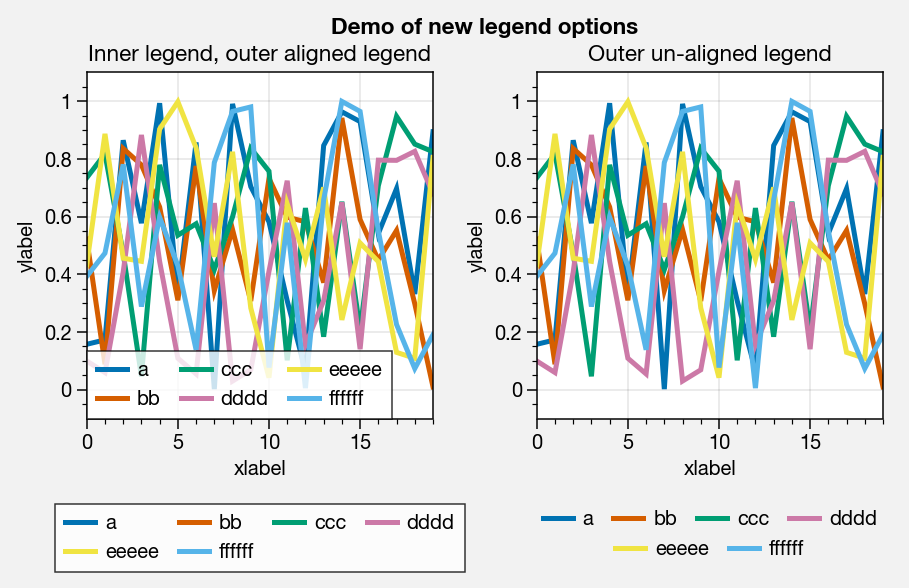 Demo of new legend options
Inner legend, outer aligned legend
Outer un-aligned legend
ylabel
1
0.8
0.6
0.4
0.2
0
a ccc eeeee
bb dddd ffffff
0 5 10 15
xlabel
ylabel
1
0.8
0.6
0.4
0.2
0
0 5 10 15
xlabel
a bb ccc dddd
eeeee ffffff
a bb ccc dddd
eeeee ffffff